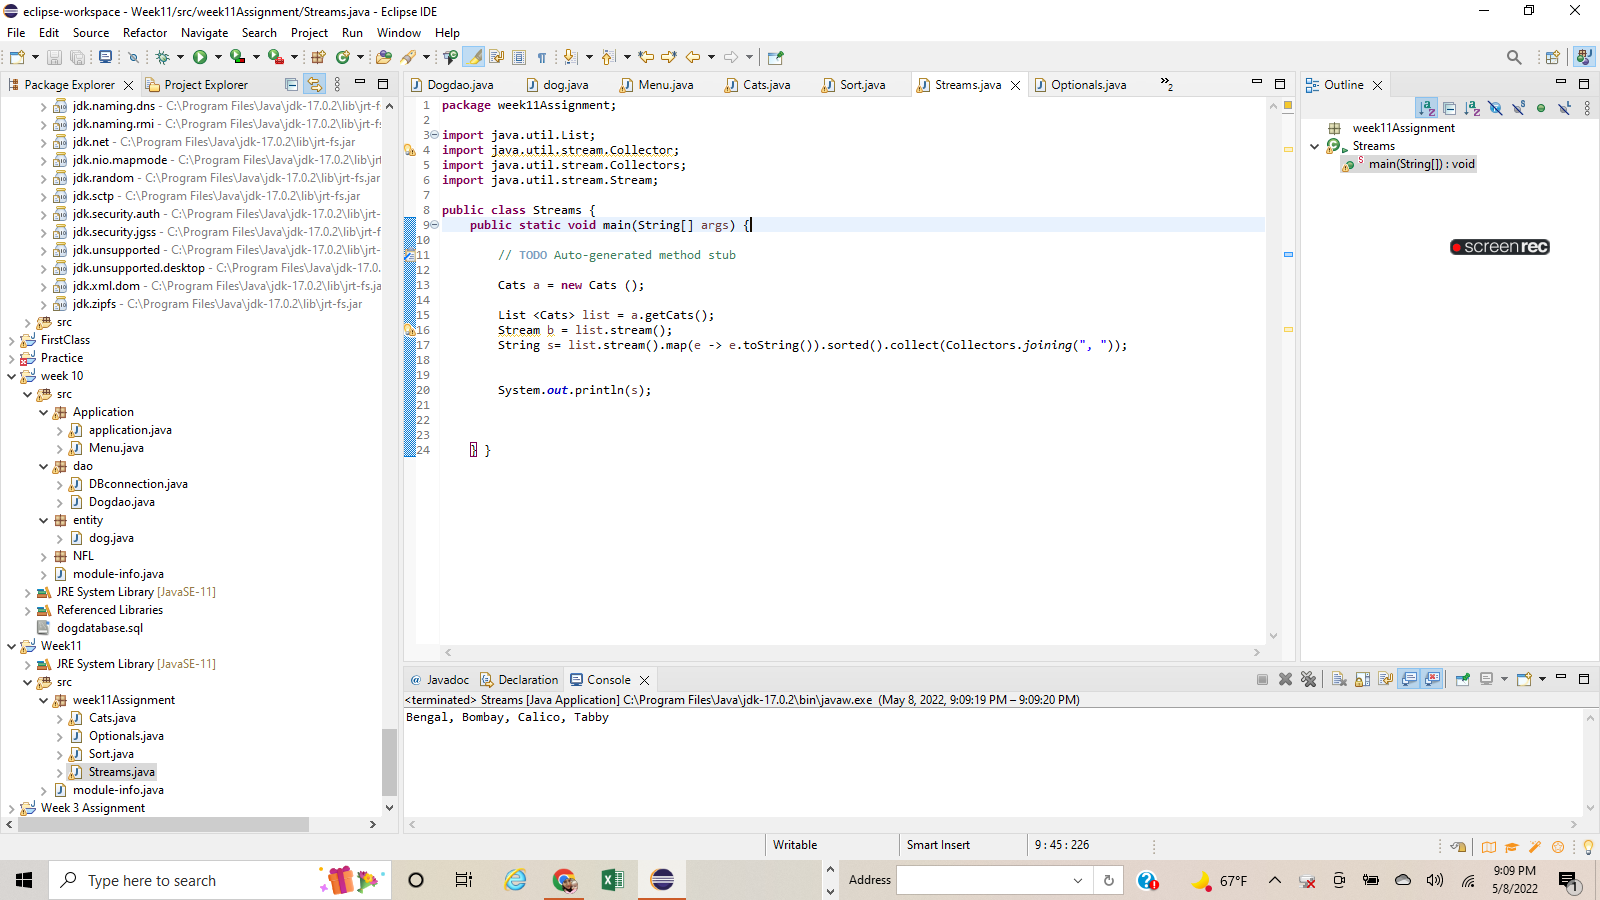 eclipse-workspace - Week11/src/week11Assignment/Streams.java - Eclipse IDE
File Edit Source Refactor Navigate Search Project Run Window Help
Package Explorer Project Explorer
jdk.naming.dns - C:\Program Files\Java\jdk-17.0.2\lib\jrt-f
jdk.naming.rmi - C:\Program Files\Java\jdk-17.0.2\lib\jrt-fs
jdk.net - C:\Program Files\Java\jdk-17.0.2\lib\jrt-fs.jar
jdk.nio.mapmode - C:\Program Files\Java\jdk-17.0.2\lib\jrt
jdk.random - C:\Program Files\Java\jdk-17.0.2\lib\jrt-fs.jar
jdk.sctp - C:\Program Files\Java\jdk-17.0.2\lib\jrt-fs.jar
jdk.security.auth - C:\Program Files\Java\jdk-17.0.2\lib\jrt-
jdk.security.jgss - C:\Program Files\Java\jdk-17.0.2\lib\jrt-
jdk.unsupported - C:\Program Files\Java\jdk-17.0.2\lib\jrt-
jdk.unsupported.desktop - C:\Program Files\Java\jdk-17.0.
jdk.xml.dom - C:\Program Files\Java\jdk-17.0.2\lib\jrt-fs.ja
jdk.zipfs - C:\Program Files\Java\jdk-17.0.2\lib\jrt-fs.jar
src
FirstClass
Practice
week 10
src
Application
application.java
Menu.java
dao
DBconnection.java
Dogdao.java
entity
dog.java
NFL
module-info.java
JRE System Library [JavaSE-11]
Referenced Libraries
dogdatabase.sql
Week11
JRE System Library [JavaSE-11]
src
week11Assignment
Cats.java
Optionals.java
Sort.java
Streams.java
module-info.java
Week 3 Assignment
Dogdao.java dog.java Menu.java Cats.java Sort.java Streams.java Optionals.java »2
1 package week11Assignment;
2
3 import java.util.List;
4 import java.util.stream.Collector;
5 import java.util.stream.Collectors;
6 import java.util.stream.Stream;
7
8 public class Streams {
9 public static void main(String[] args) {
10
11 // TODO Auto-generated method stub
12
13 Cats a = new Cats ();
14
15 List <Cats> list = a.getCats();
16 Stream b = list.stream();
17 String s= list.stream().map(e -> e.toString()).sorted().collect(Collectors.joining(", "));
18
19
20 System.out.println(s);
21
22
23
24 } }
Outline
week11Assignment
Streams
main(String[]) : void
screenrec
Javadoc Declaration Console
<terminated> Streams [Java Application] C:\Program Files\Java\jdk-17.0.2\bin\javaw.exe (May 8, 2022, 9:09:19 PM – 9:09:20 PM)
Bengal, Bombay, Calico, Tabby
Writable Smart Insert 9 : 45 : 226
Type here to search
Address
67°F
9:09 PM
5/8/2022
1